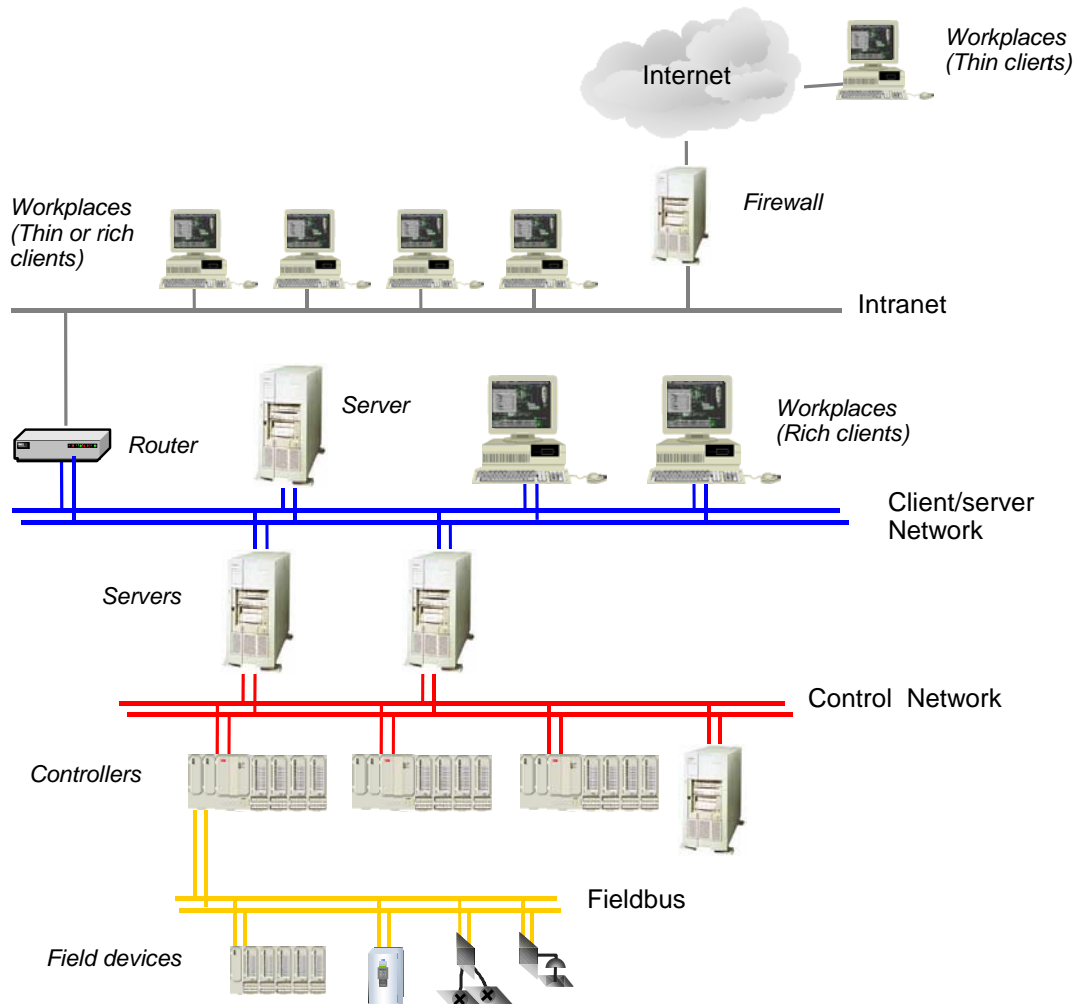 Internet
Workplaces
(Thin clients)
Firewall
Workplaces
(Thin or rich
clients)
Intranet
Server
Router
Workplaces
(Rich clients)
Client/server
Network
Servers
Control Network
Controllers
Fieldbus
Field devices